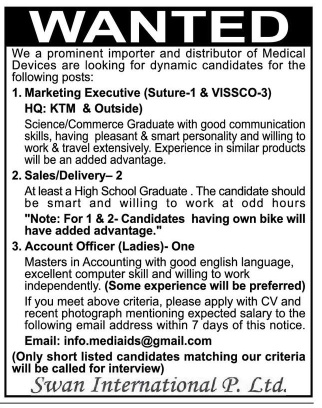 WANTED
We a prominent importer and distributor of Medical
Devices are looking for dynamic candidates for the
following posts:
1. Marketing Executive (Suture-1 & VISSCO-3)
HQ: KTM & Outside)
Science/Commerce Graduate with good communication
skills, having pleasant & smart personality and willing to
work & travel extensively. Experience in similar products
will be an added advantage.
2. Sales/Delivery– 2
At least a High School Graduate . The candidate should
be smart and willing to work at odd hours
"Note: For 1 & 2- Candidates having own bike will
have added advantage."
3. Account Officer (Ladies)- One
Masters in Accounting with good english language,
excellent computer skill and willing to work
independently. (Some experience will be preferred)
If you meet above criteria, please apply with CV and
recent photograph mentioning expected salary to the
following email address within 7 days of this notice.
Email: info.mediaids@gmail.com
(Only short listed candidates matching our criteria
will be called for interview)
Swan International P. Ltd.